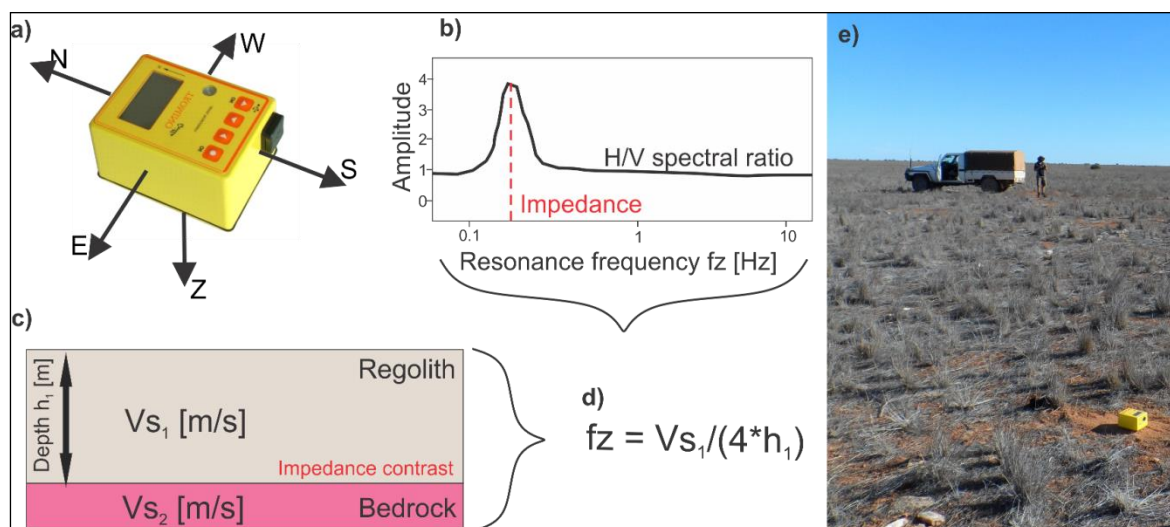 a)
N
W
TROMINO
S
E
Z
b)
Amplitude
4
3
2
1
0
H/V spectral ratio
Impedance
0.1
1
10
Resonance frequency fz [Hz]
c)
Depth h₁ [m]
Regolith
Vs₁ [m/s]
Impedance contrast
Vs₂ [m/s]
Bedrock
d)
fz = Vs₁/(4*h₁)
e)